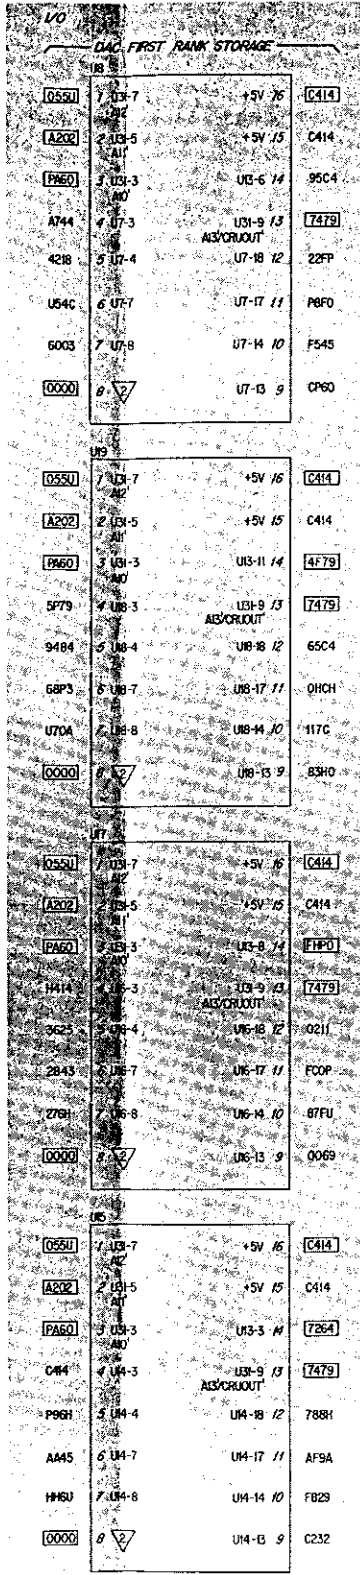 I/O
DAC FIRST RANK STORAGE
U8
055U 1 U31-7 +5V 16 C414
A12'
A202 2 U31-5 +5V 15 C414
A11'
PA60 3 U31-3 U13-6 14 95C4
A10'
A744 4 U7-3 U31-9 13 7479
A13'/CRUOUT'
4218 5 U7-4 U7-18 12 22FP
U54C 6 U7-7 U7-17 11 P8F0
6003 7 U7-8 U7-14 10 F545
0000 8 2 U7-13 9 CP60
U19
055U 1 U31-7 +5V 16 C414
A12'
A202 2 U31-5 +5V 15 C414
A11'
PA60 3 U31-3 U13-11 14 4F79
A10'
5P79 4 U18-3 U31-9 13 7479
A13'/CRUOUT'
9484 5 U18-4 U18-18 12 65C4
68P3 6 U18-7 U18-17 11 0HCH
U70A 7 U18-8 U18-14 10 117C
0000 8 2 U18-13 9 83H0
U17
055U 1 U31-7 +5V 16 C414
A12'
A202 2 U31-5 +5V 15 C414
A11'
PA60 3 U31-3 U13-8 14 FHP0
A10'
H414 4 U16-3 U31-9 13 7479
A13'/CRUOUT'
3625 5 U16-4 U16-18 12 0211
2843 6 U16-7 U16-17 11 FC0P
276H 7 U16-8 U16-14 10 87FU
0000 8 2 U16-13 9 0069
U15
055U 1 U31-7 +5V 16 C414
A12'
A202 2 U31-5 +5V 15 C414
A11'
PA60 3 U31-3 U13-3 14 7264
A10'
C414 4 U14-3 U31-9 13 7479
A13'/CRUOUT'
P96H 5 U14-4 U14-18 12 788H
AA45 6 U14-7 U14-17 11 AF9A
HH6U 7 U14-8 U14-14 10 F829
0000 8 2 U14-13 9 C232